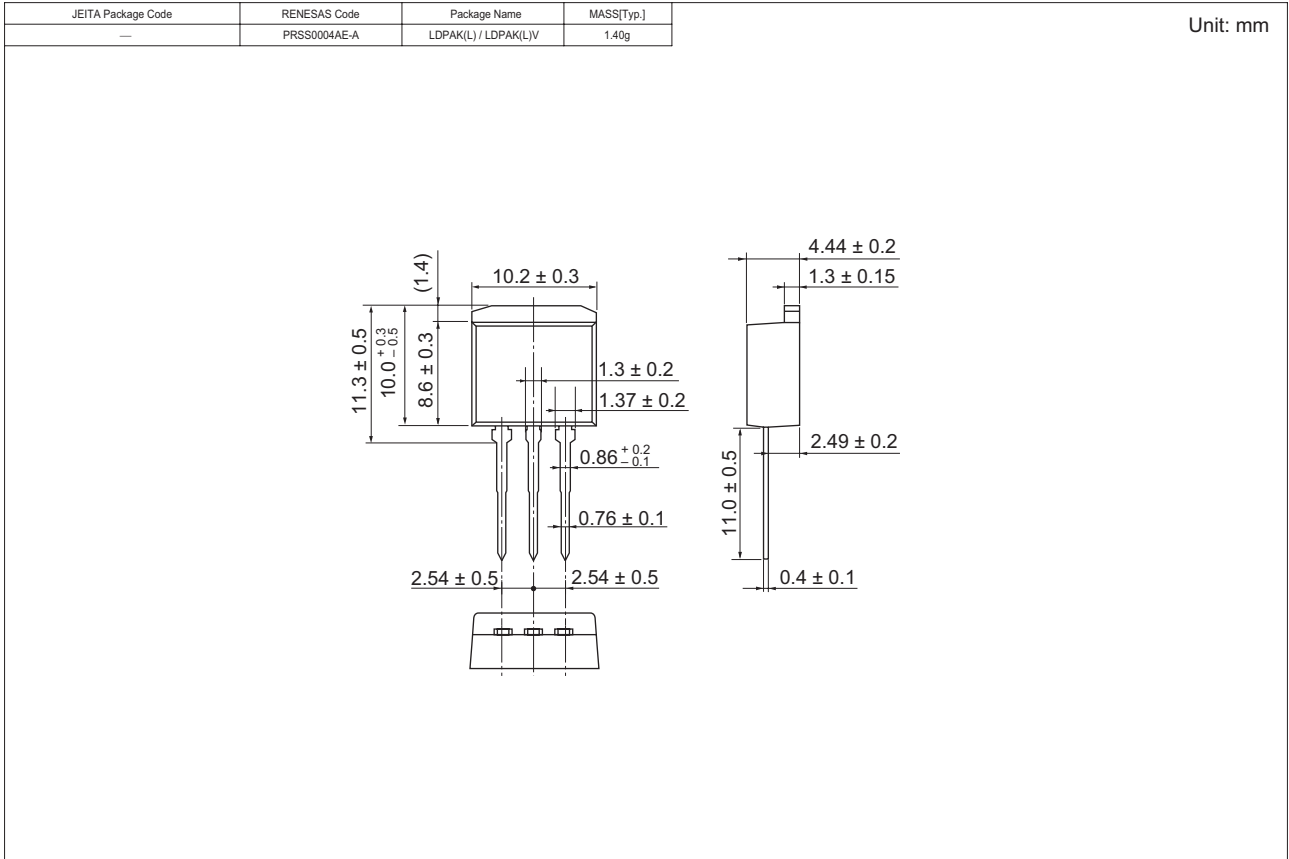 JEITA Package Code RENESAS Code Package Name MASS[Typ.]
— PRSS0004AE-A LDPAK(L) / LDPAK(L)V 1.40g
Unit: mm
4.44 ± 0.2
(1.4)
10.2 ± 0.3
1.3 ± 0.15
11.3 ± 0.5
10.0 + 0.3 – 0.5
8.6 ± 0.3
1.3 ± 0.2
1.37 ± 0.2
2.49 ± 0.2
0.86 + 0.2 – 0.1
11.0 ± 0.5
0.76 ± 0.1
2.54 ± 0.5 2.54 ± 0.5
0.4 ± 0.1